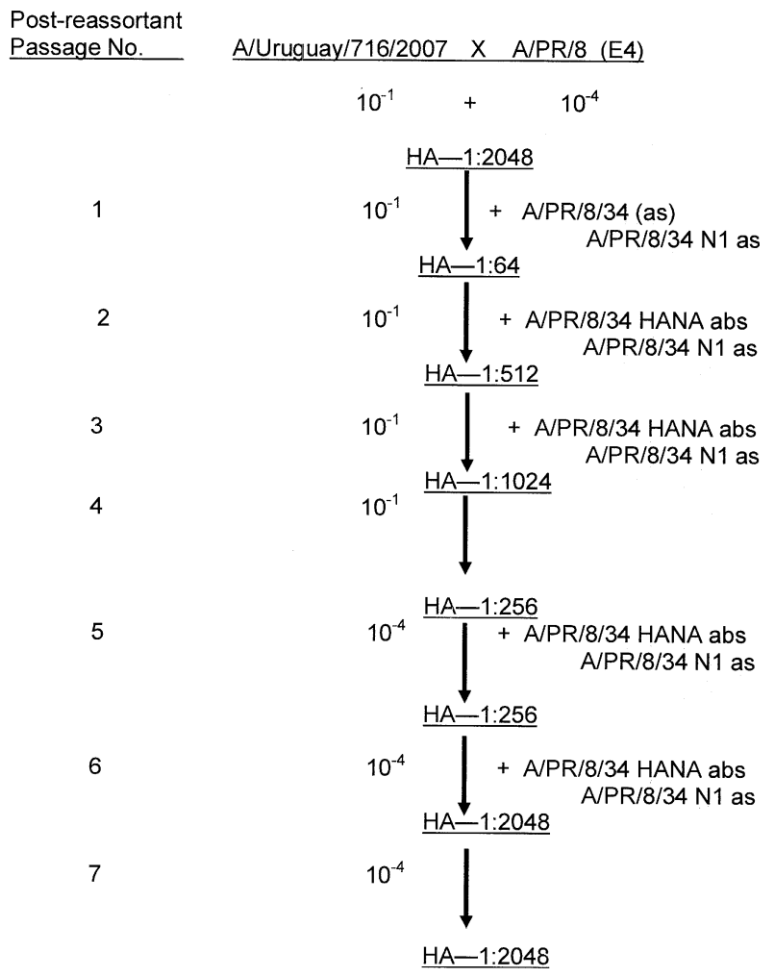 Post-reassortant
Passage No. A/Uruguay/716/2007 X A/PR/8 (E4)
10⁻¹ + 10⁻⁴
HA—1:2048
1 10⁻¹ + A/PR/8/34 (as)
A/PR/8/34 N1 as
HA—1:64
2 10⁻¹ + A/PR/8/34 HANA abs
A/PR/8/34 N1 as
HA—1:512
3 10⁻¹ + A/PR/8/34 HANA abs
A/PR/8/34 N1 as
HA—1:1024
4 10⁻¹
HA—1:256
5 10⁻⁴ + A/PR/8/34 HANA abs
A/PR/8/34 N1 as
HA—1:256
6 10⁻⁴ + A/PR/8/34 HANA abs
A/PR/8/34 N1 as
HA—1:2048
7 10⁻⁴
HA—1:2048